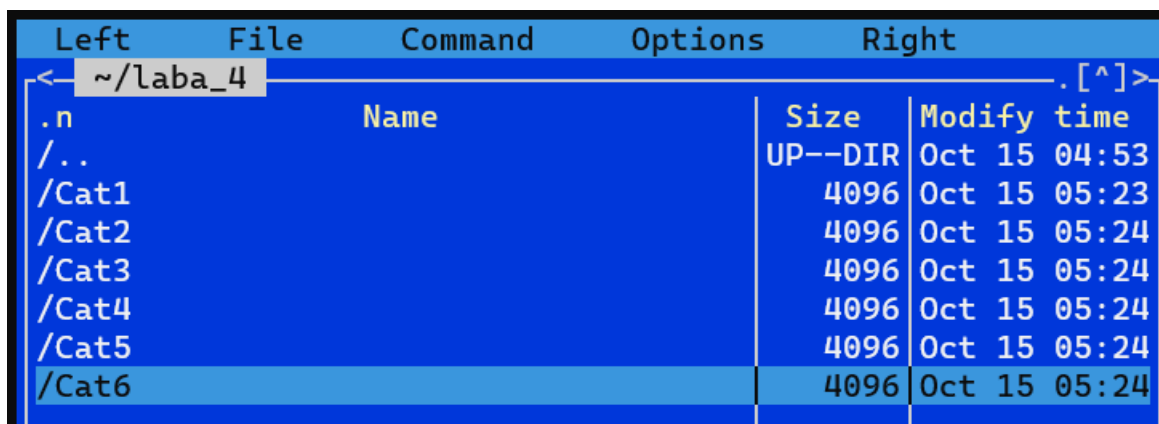 Left File Command Options Right
<- ~/laba_4 .[^]>
.n Name Size Modify time
/.. UP--DIR Oct 15 04:53
/Cat1 4096 Oct 15 05:23
/Cat2 4096 Oct 15 05:24
/Cat3 4096 Oct 15 05:24
/Cat4 4096 Oct 15 05:24
/Cat5 4096 Oct 15 05:24
/Cat6 4096 Oct 15 05:24